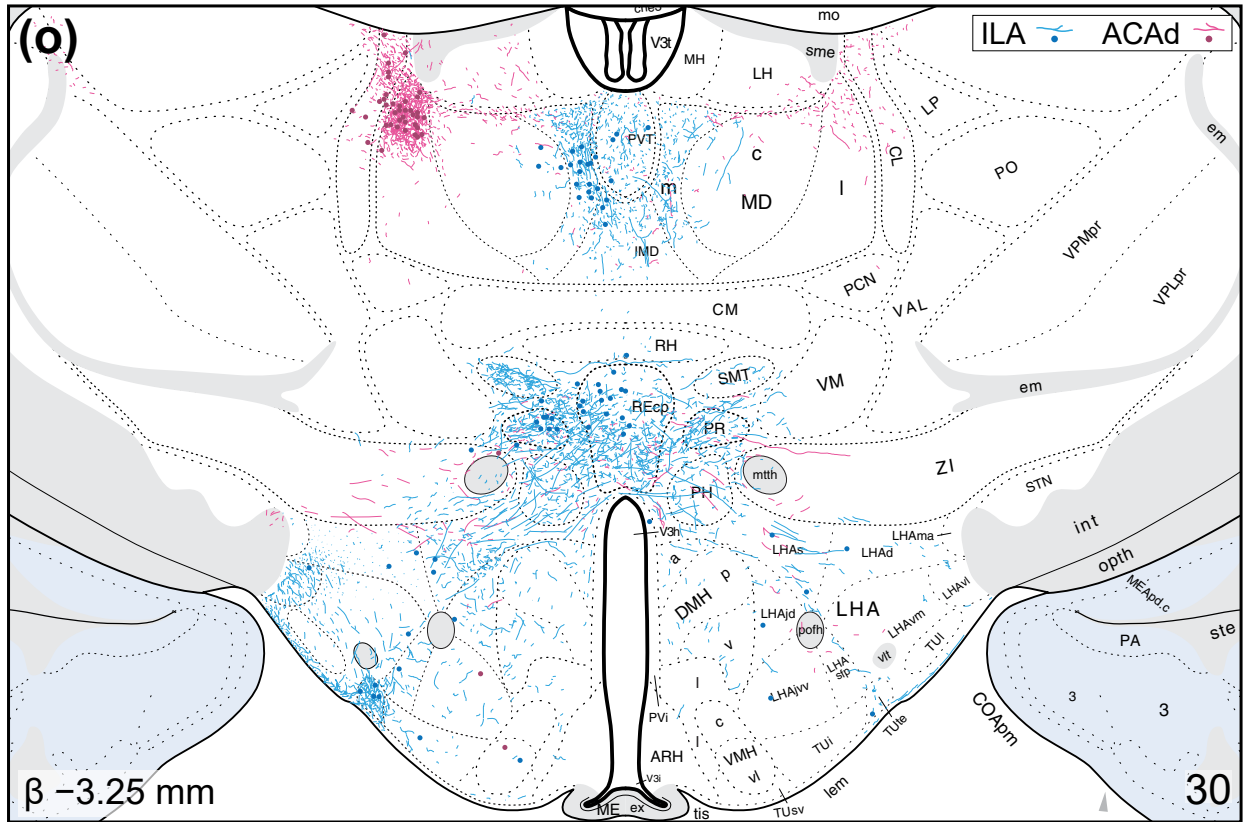 (o)
che3
mo
ILA ACAd
V3t
MH
sme
LH
LP
em
PVT
c
CL
PO
m
MD
l
IMD
VPMpr
PCN
VAL
VPLpr
CM
RH
SMT
VM
em
REcp
PR
ZI
mtth
STN
PH
int
V3h
LHAs
LHAd
LHAma
opth
a
p
MEApd.c
LHAvl
DMH
LHAjd
LHA
pofh
LHAvm
TUl
PA
ste
v
vlt
LHA
sfp
l
LHAjvv
3
3
PVi
c
TUte
COApm
ARH
l
VMH
TUi
vl
V3i
lem
β −3.25 mm
ME ex
tis
TUsv
30